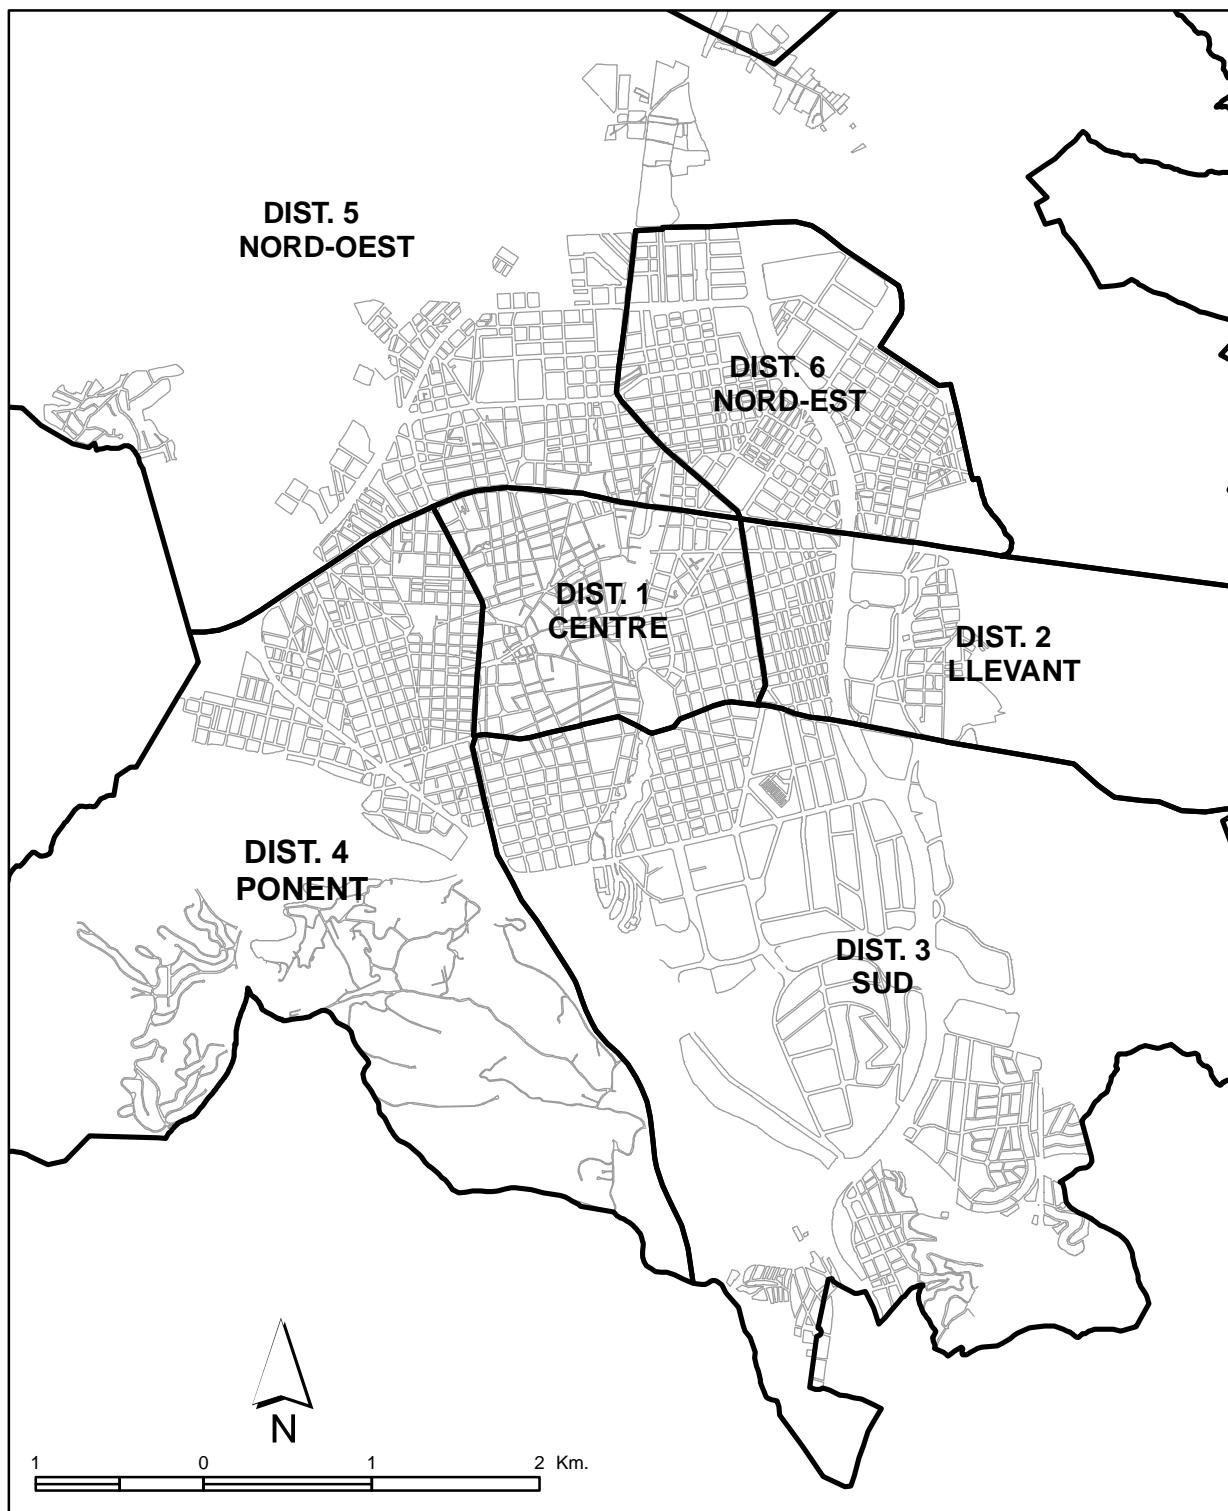 DIST. 5
NORD-OEST
DIST. 6
NORD-EST
DIST. 1
CENTRE
DIST. 2
LLEVANT
DIST. 4
PONENT
DIST. 3
SUD
N
1 0 1 2 Km.